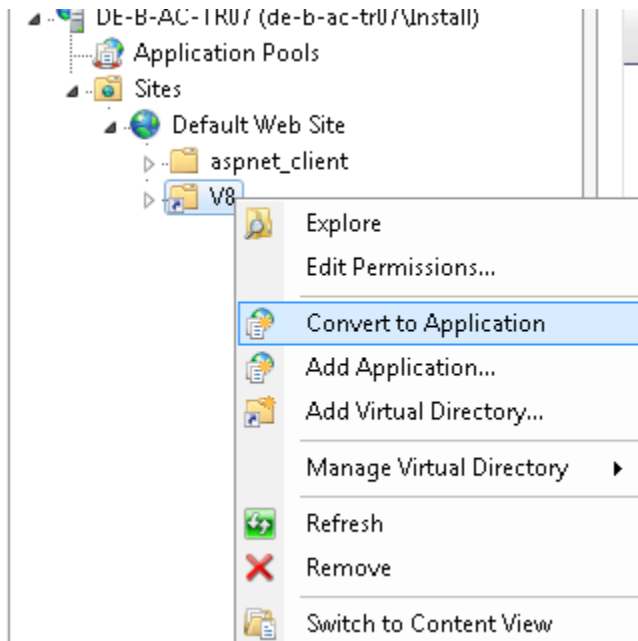 DE-B-AC-TR07 (de-b-ac-tr07\Install)
Application Pools
Sites
Default Web Site
aspnet_client
V8
Explore
Edit Permissions...
Convert to Application
Add Application...
Add Virtual Directory...
Manage Virtual Directory
Refresh
Remove
Switch to Content View